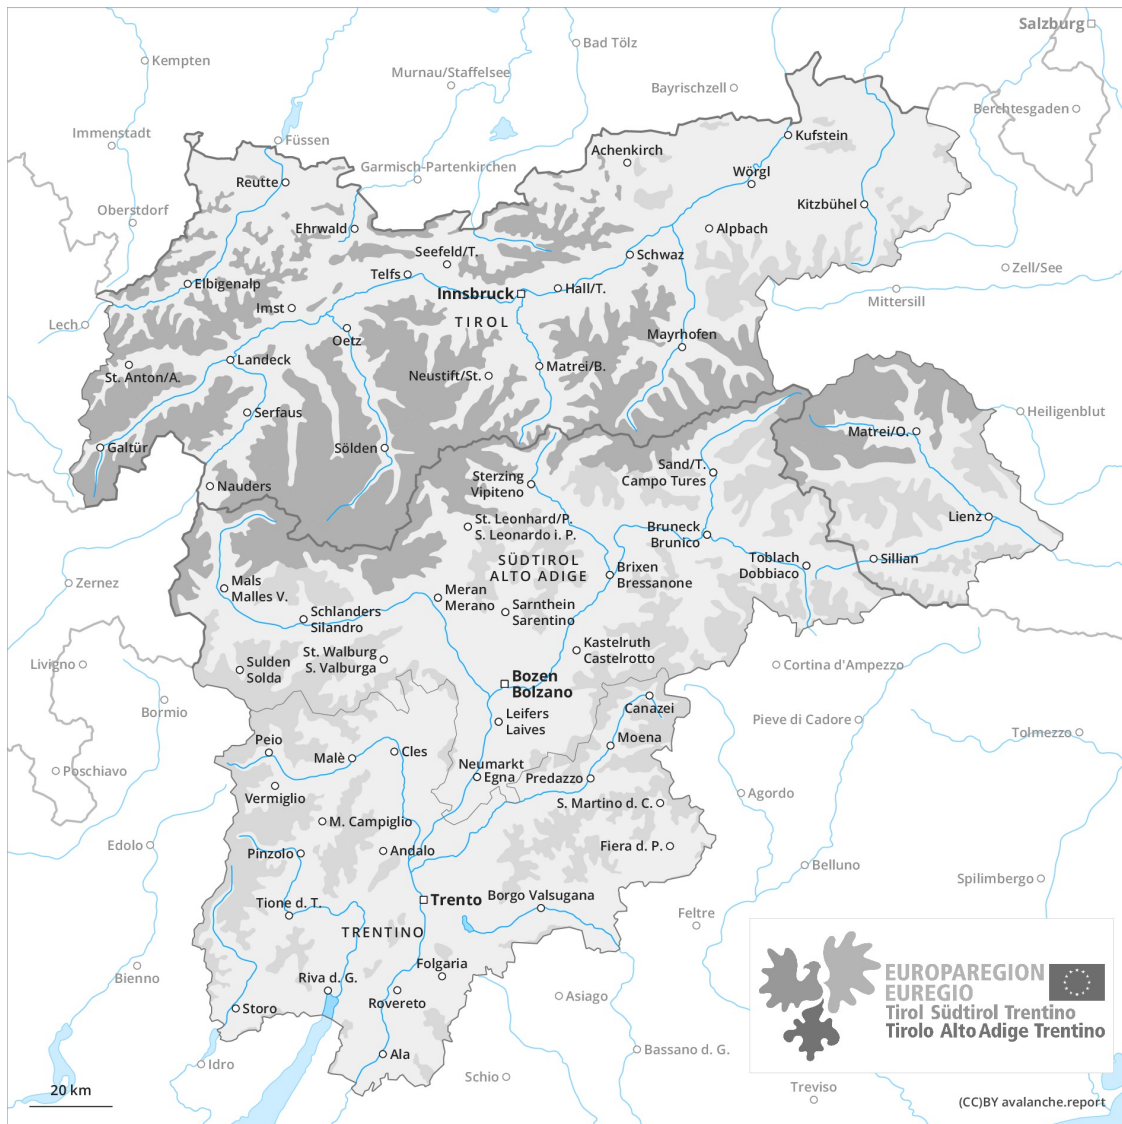 Salzburg
Bad Tölz
Kempten
Murnau/Staffelsee
Bayrischzell
Berchtesgaden
Immenstadt
Füssen
Kufstein
Achenkirch
Garmisch-Partenkirchen
Wörgl
Reutte
Kitzbühel
Oberstdorf
Ehrwald
Alpbach
Seefeld/T.
Schwaz
Telfs
Zell/See
Elbigenalp
Hall/T.
Innsbruck
Mittersill
Imst
TIROL
Lech
Oetz
Mayrhofen
Landeck
Matrei/B.
St. Anton/A.
Neustift/St.
Serfaus
Heiligenblut
Matrei/O.
Galtür
Sölden
Sand/T.
Campo Tures
Sterzing
Vipiteno
Nauders
Lienz
St. Leonhard/P.
S. Leonardo i. P.
Bruneck
Brunico
SÜDTIROL
ALTO ADIGE
Toblach
Dobbiaco
Sillian
Brixen
Bressanone
Zernez
Mals
Malles V.
Meran
Merano
Schlanders
Silandro
Sarnthein
Sarentino
Kastelruth
Castelrotto
St. Walburg
S. Valburga
Livigno
Sulden
Solda
Cortina d'Ampezzo
Bozen
Bolzano
Bormio
Canazei
Leifers
Laives
Pieve di Cadore
Tolmezzo
Moena
Peio
Cles
Malè
Neumarkt
Egna
Predazzo
Poschiavo
Vermiglio
Agordo
S. Martino d. C.
M. Campiglio
Edolo
Fiera d. P.
Pinzolo
Andalo
Belluno
Spilimbergo
Borgo Valsugana
Trento
Tione d. T.
Feltre
TRENTINO
Folgaria
Bienno
Riva d. G.
Rovereto
Asiago
Storo
Ala
Bassano d. G.
Idro
Schio
Treviso
EUROPAREGION
EUREGIO
Tirol Südtirol Trentino
Tirolo Alto Adige Trentino
20 km
(CC)BY avalanche.report